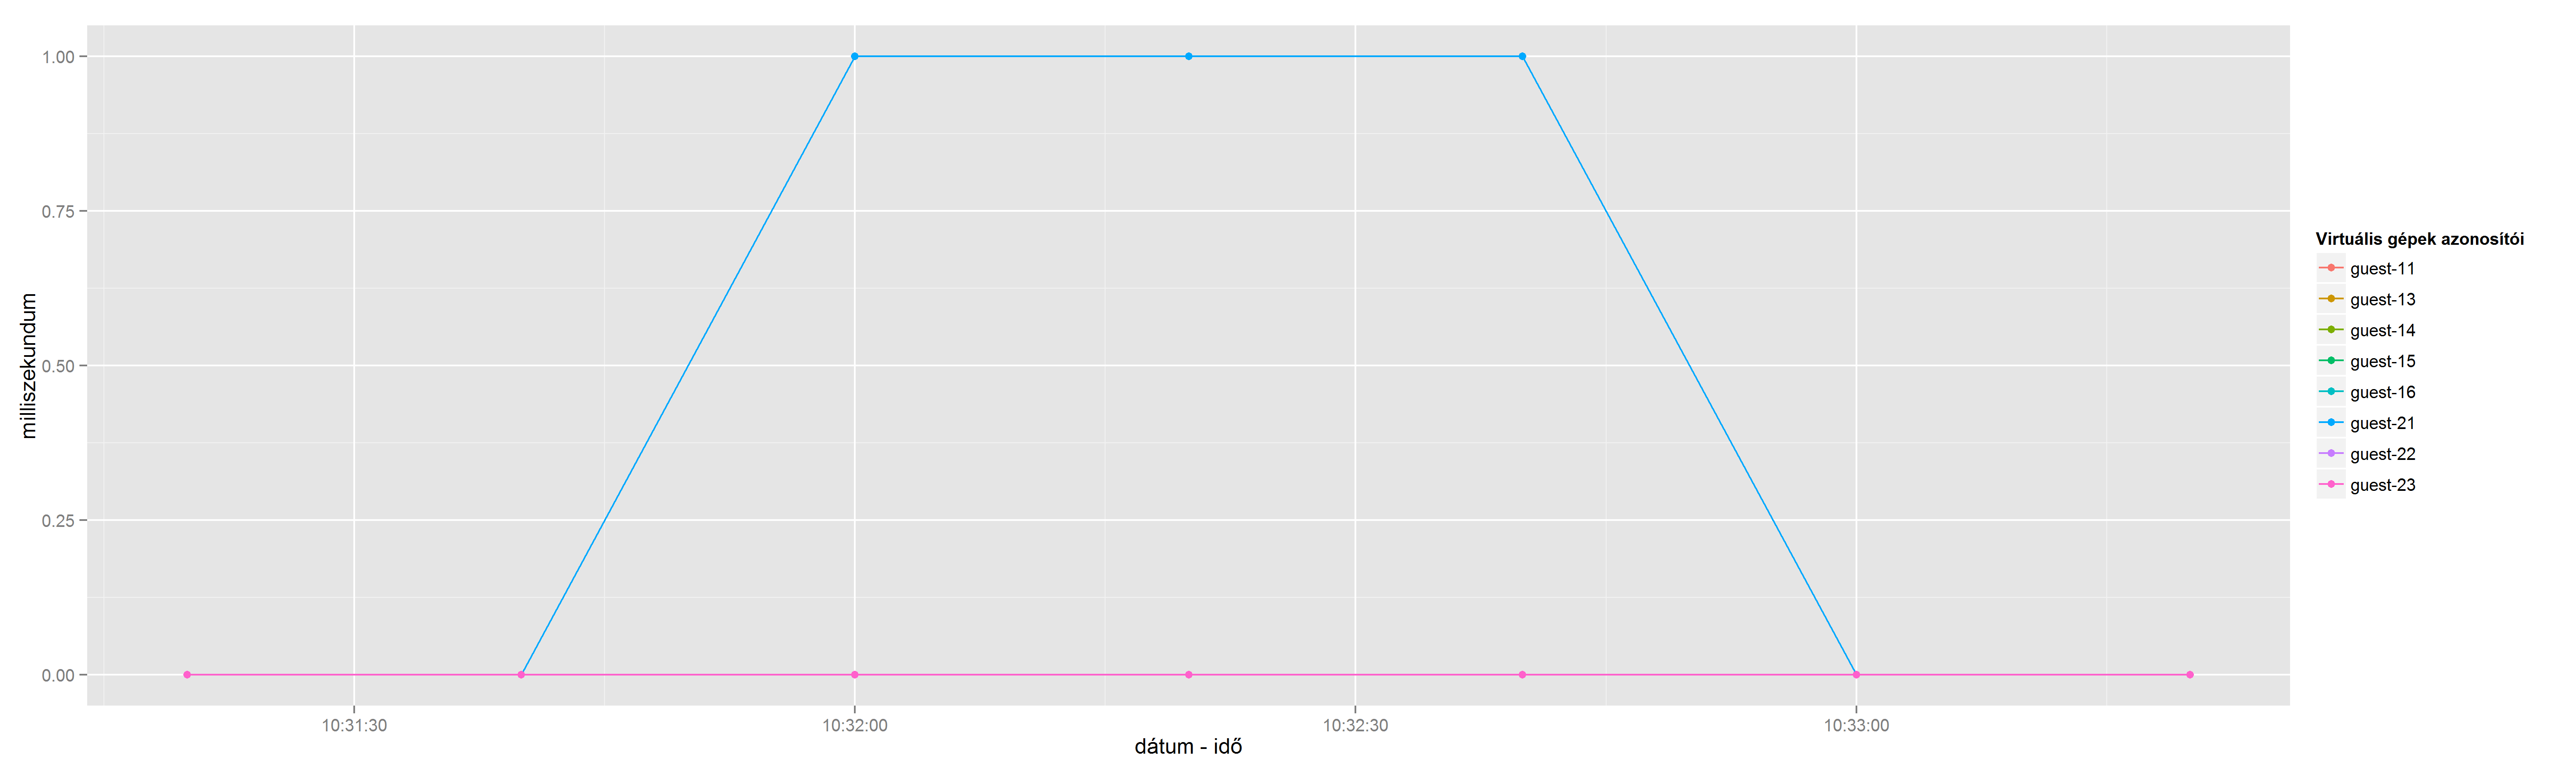 1.00
0.75
0.50
0.25
0.00
milliszekundum
10:31:30
10:32:00
10:32:30
10:33:00
dátum - idő
Virtuális gépek azonosítói
guest-11
guest-13
guest-14
guest-15
guest-16
guest-21
guest-22
guest-23